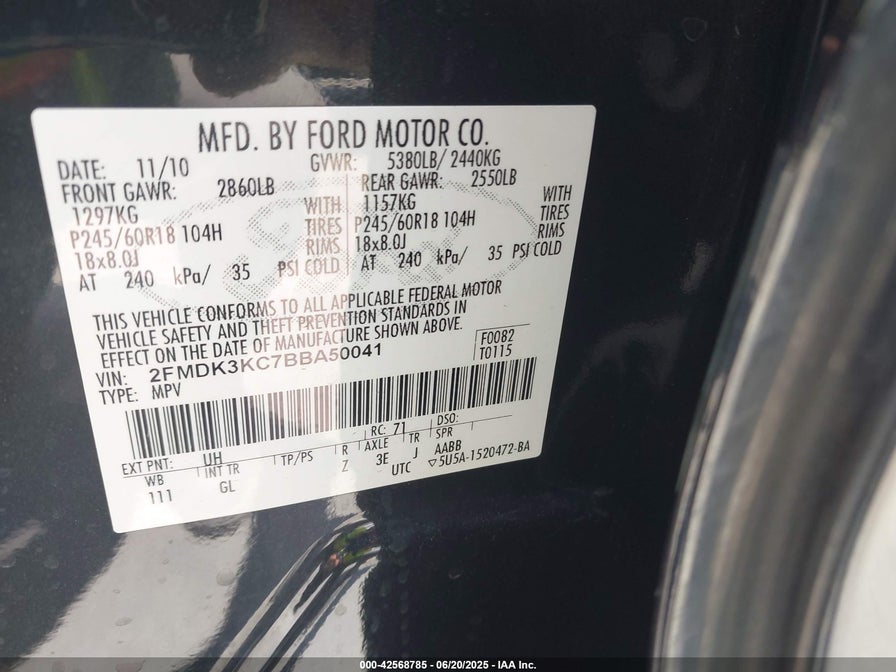 MFD. BY FORD MOTOR CO.
DATE: 11/10 GVWR: 5380LB/ 2440KG
FRONT GAWR: 2860LB REAR GAWR: 2550LB
1297KG WITH 1157KG WITH
P245/60R18 104H TIRES P245/60R18 104H TIRES
18x8.0J RIMS 18x8.0J RIMS
AT 240 kPa/ 35 PSI COLD AT 240 kPa/ 35 PSI COLD
THIS VEHICLE CONFORMS TO ALL APPLICABLE FEDERAL MOTOR
VEHICLE SAFETY AND THEFT PREVENTION STANDARDS IN
EFFECT ON THE DATE OF MANUFACTURE SHOWN ABOVE.
VIN: 2FMDK3KC7BBA50041 F0082
TYPE: MPV T0115
EXT PNT: UH RC: 71 DSO:
WB INT TR TP/PS R AXLE TR SPR
111 GL Z 3E J AABB
UTC ▽5U5A-1520472-BA
000-42568785 - 06/20/2025 - IAA Inc.